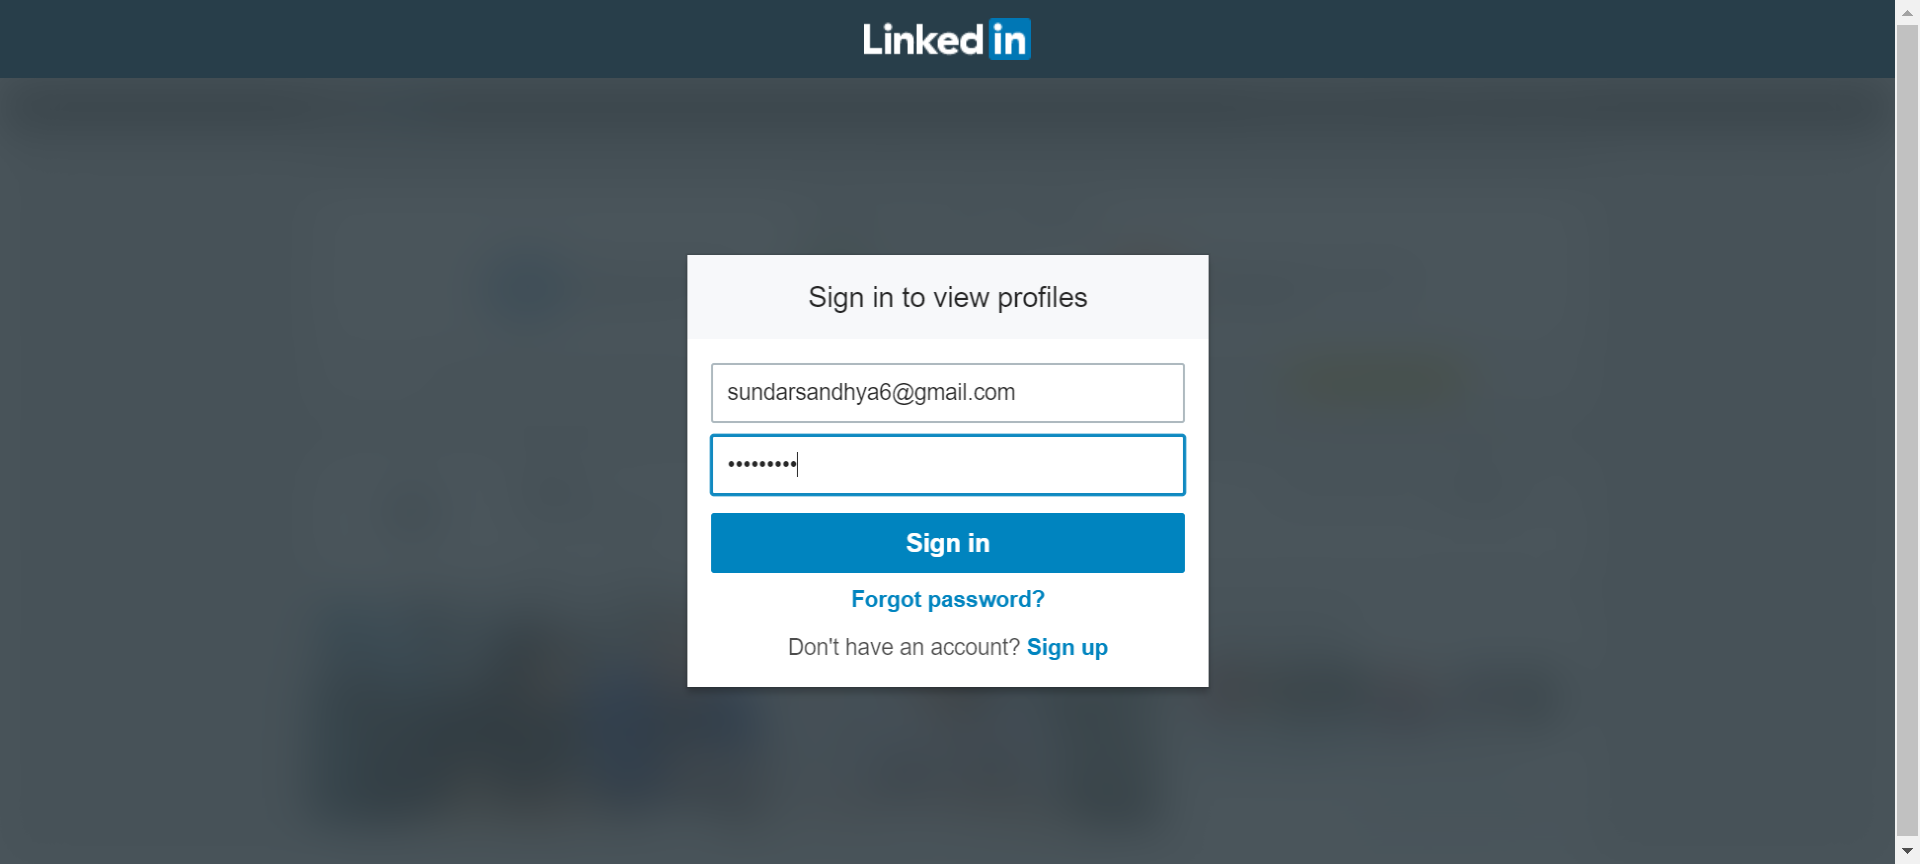 Linked in
Sign in to view profiles
sundarsandhya6@gmail.com
•••••••••
Sign in
Forgot password?
Don't have an account? Sign up